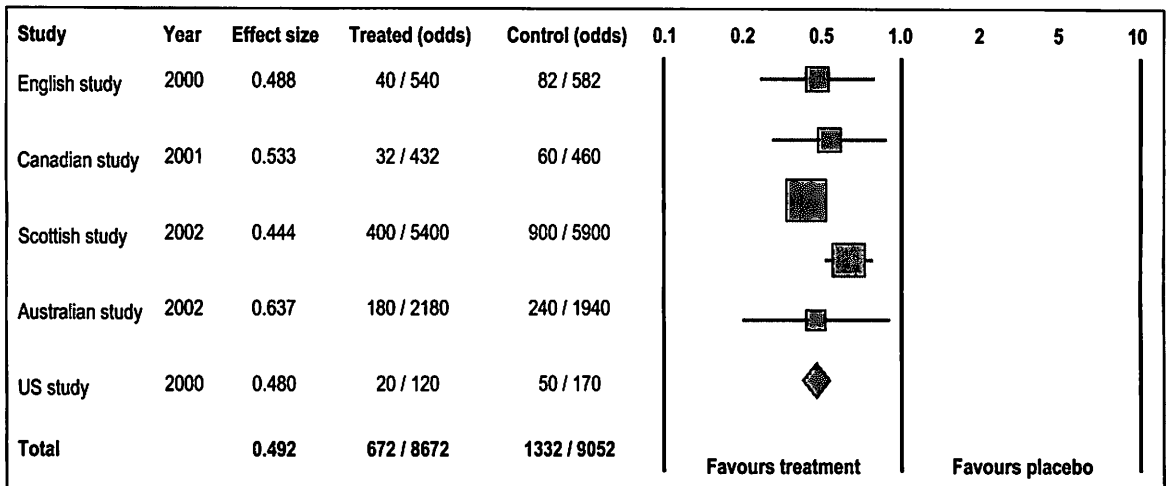 Study Year Effect size Treated (odds) Control (odds) 0.1 0.2 0.5 1.0 2 5 10
English study 2000 0.488 40 / 540 82 / 582
Canadian study 2001 0.533 32 / 432 60 / 460
Scottish study 2002 0.444 400 / 5400 900 / 5900
Australian study 2002 0.637 180 / 2180 240 / 1940
US study 2000 0.480 20 / 120 50 / 170
Total 0.492 672 / 8672 1332 / 9052
Favours treatment Favours placebo